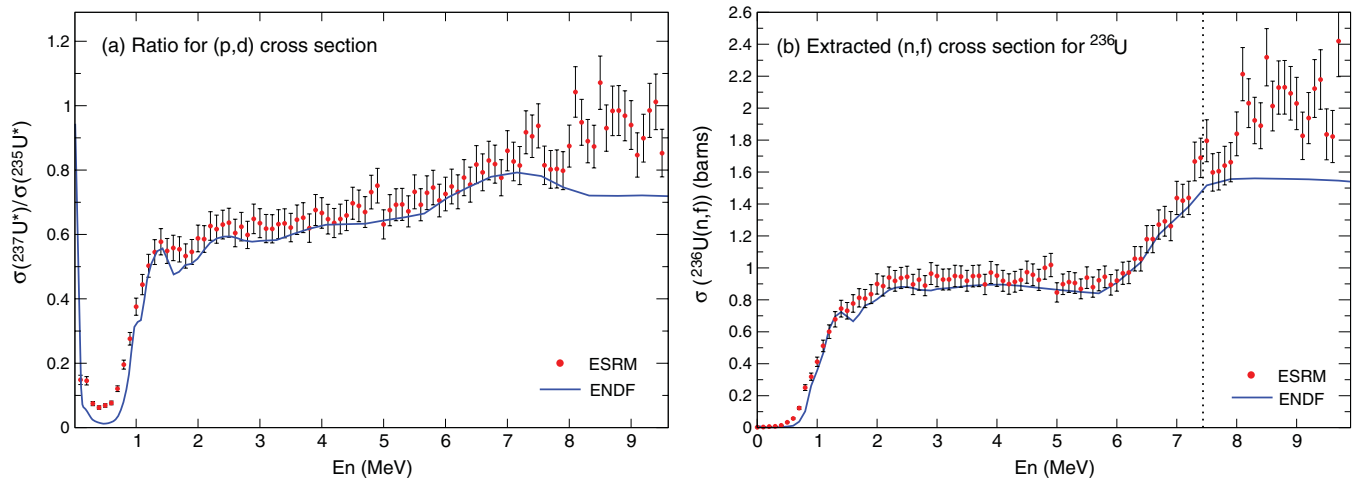 (a) Ratio for (p,d) cross section
σ(²³⁷U*)/σ(²³⁵U*)
1.2
1
0.8
0.6
0.4
0.2
0
ESRM
ENDF
1 2 3 4 5 6 7 8 9
En (MeV)
(b) Extracted (n,f) cross section for ²³⁶U
σ (²³⁶U(n,f)) (barns)
2.6
2.4
2.2
2.0
1.8
1.6
1.4
1.2
1.0
0.8
0.6
0.4
0.2
0
ESRM
ENDF
0 1 2 3 4 5 6 7 8 9
En (MeV)